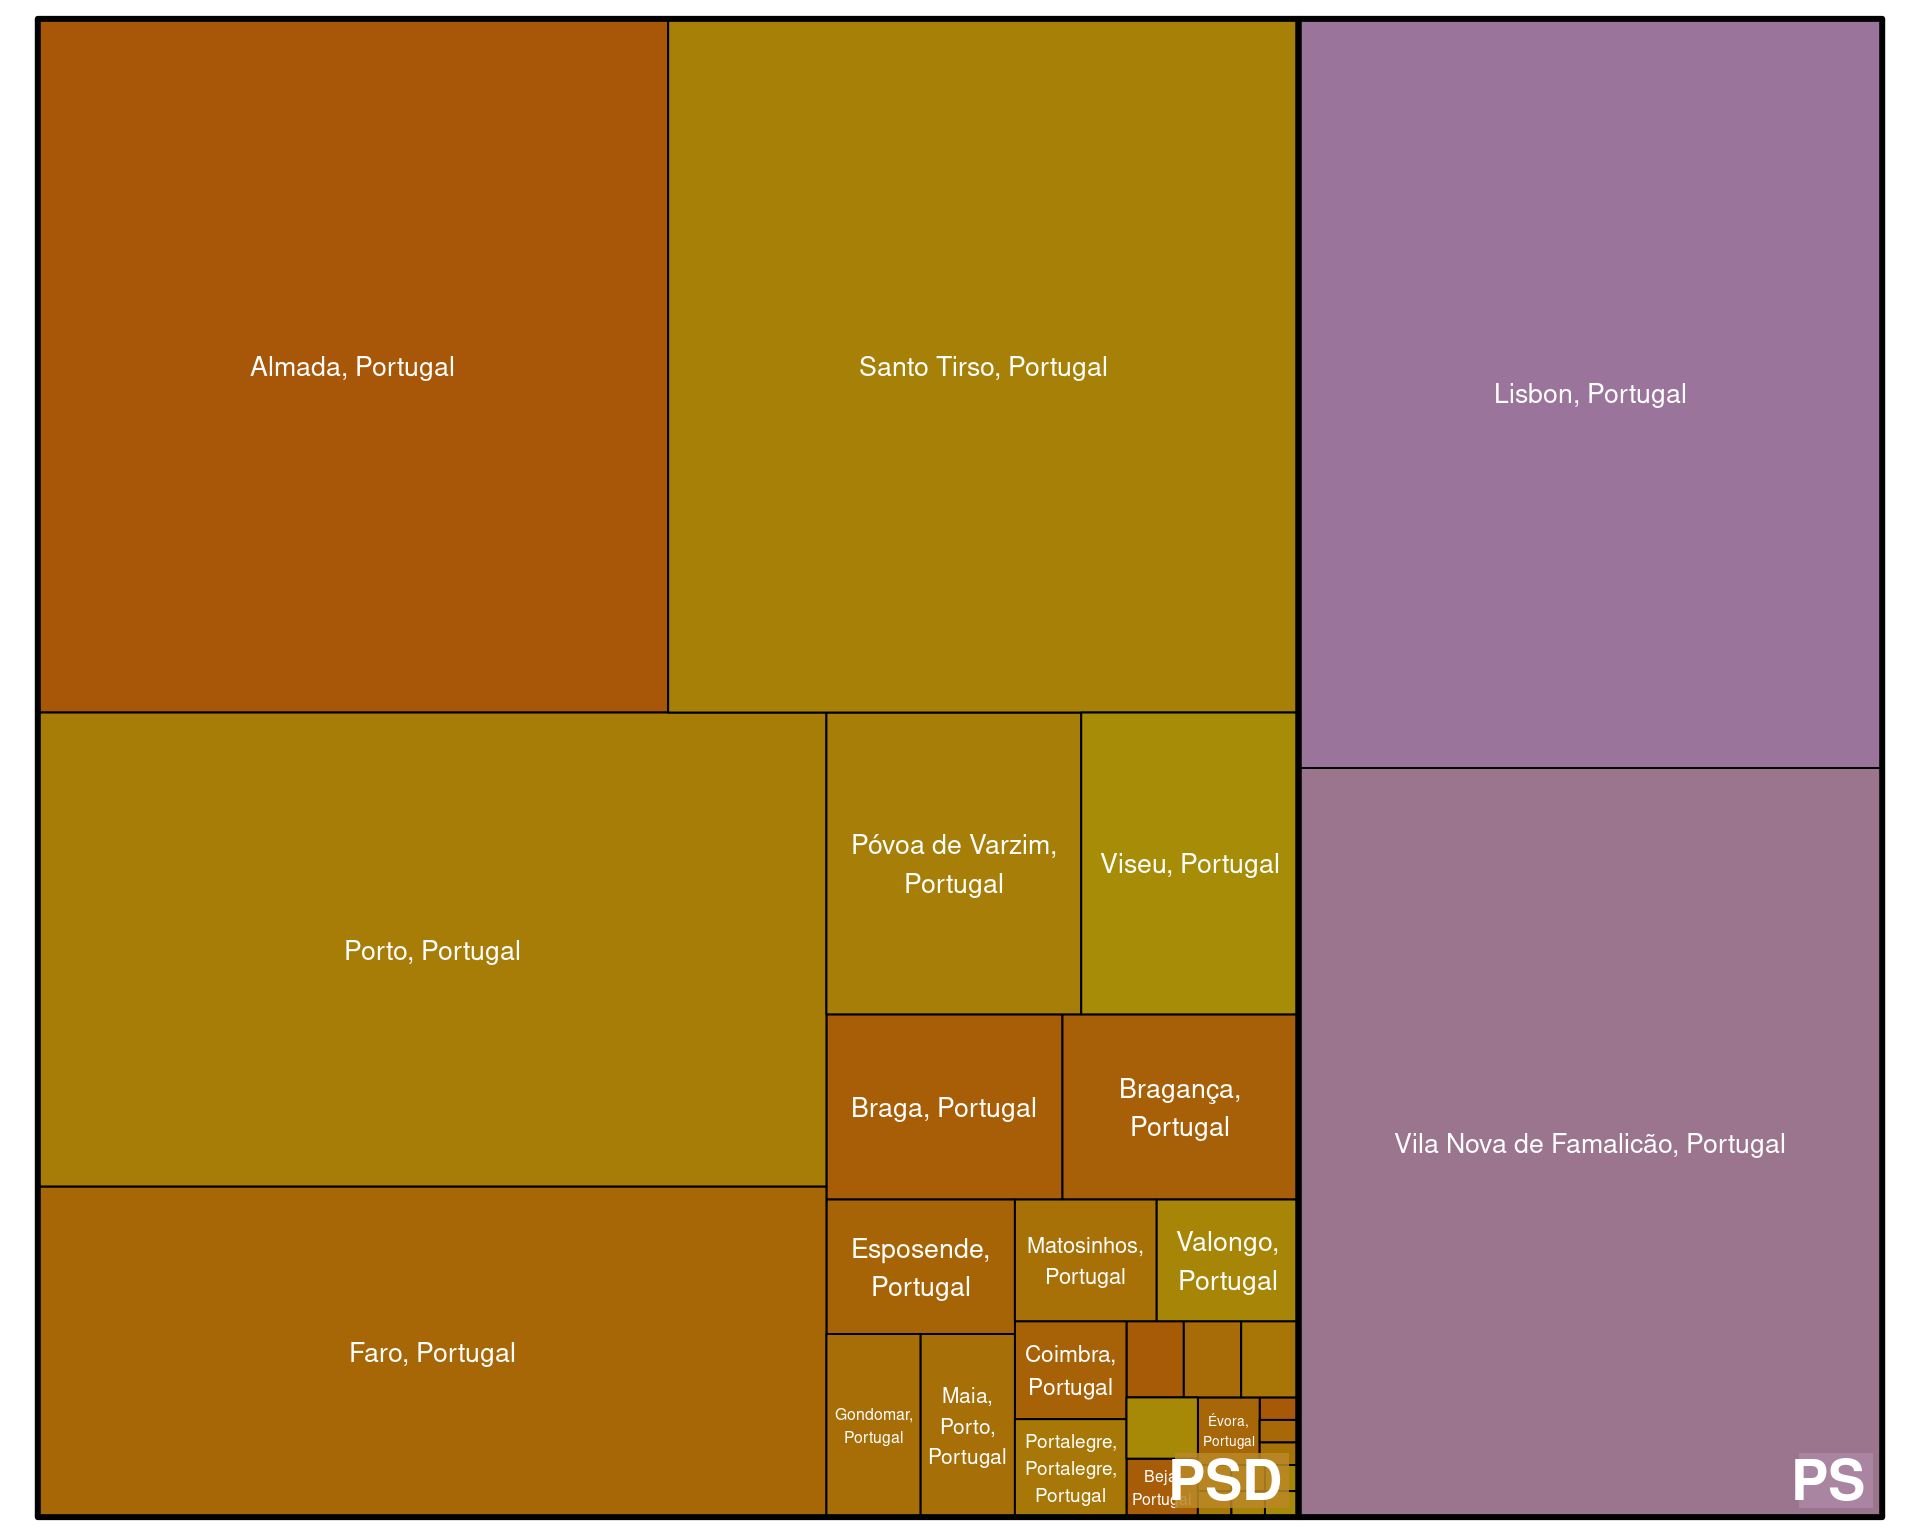 Almada, Portugal
Santo Tirso, Portugal
Lisbon, Portugal
Porto, Portugal
Póvoa de Varzim,
Portugal
Viseu, Portugal
Braga, Portugal
Bragança,
Portugal
Vila Nova de Famalicão, Portugal
Faro, Portugal
Esposende,
Portugal
Matosinhos,
Portugal
Valongo,
Portugal
Gondomar,
Portugal
Maia,
Porto,
Portugal
Coimbra,
Portugal
Portalegre,
Portalegre,
Portugal
Évora,
Portugal
Beja
Portugal
PSD
PS